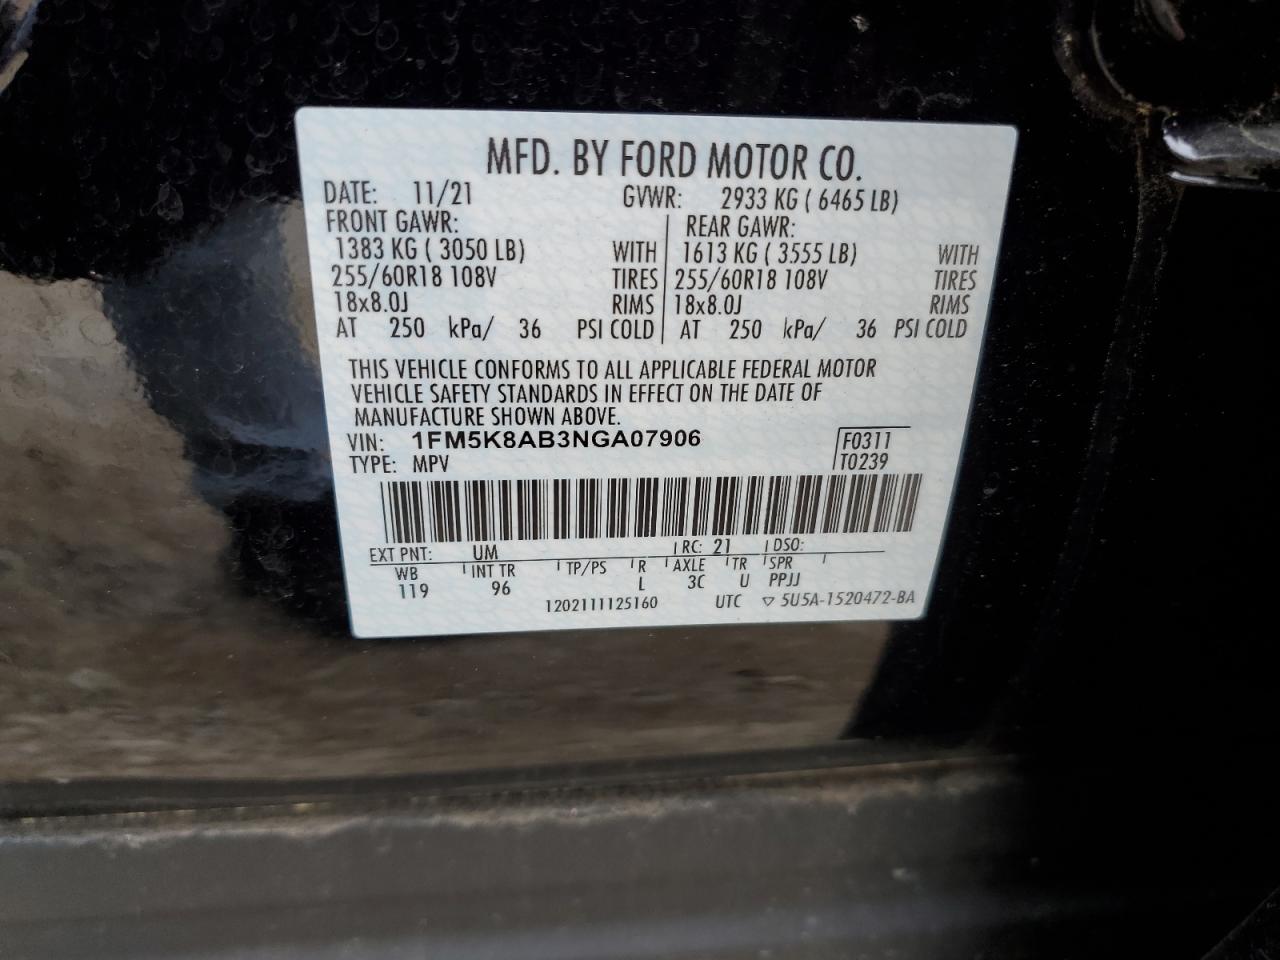 MFD. BY FORD MOTOR CO.
DATE: 11/21 GVWR: 2933 KG ( 6465 LB)
FRONT GAWR: REAR GAWR:
1383 KG ( 3050 LB) WITH 1613 KG ( 3555 LB) WITH
255/60R18 108V TIRES 255/60R18 108V TIRES
18x8.0J RIMS 18x8.0J RIMS
AT 250 kPa/ 36 PSI COLD AT 250 kPa/ 36 PSI COLD
THIS VEHICLE CONFORMS TO ALL APPLICABLE FEDERAL MOTOR
VEHICLE SAFETY STANDARDS IN EFFECT ON THE DATE OF
MANUFACTURE SHOWN ABOVE.
VIN: 1FM5K8AB3NGA07906 F0311
TYPE: MPV T0239
EXT PNT: UM RC: 21 DSO:
WB INT TR TP/PS R AXLE TR SPR
119 96 L 3C U PPJJ
1202111125160 UTC ▽ 5U5A-1520472-BA